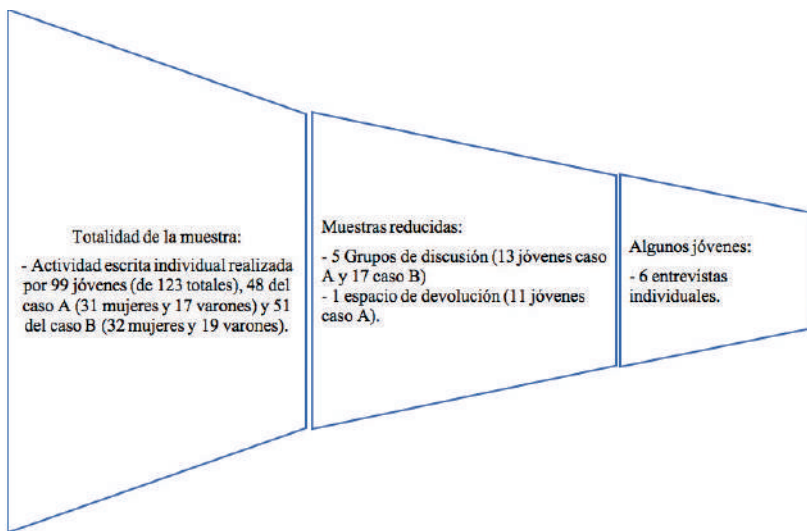 Totalidad de la muestra:
- Actividad escrita individual realizada
por 99 jóvenes (de 123 totales), 48 del
caso A (31 mujeres y 17 varones) y 51
del caso B (32 mujeres y 19 varones).
Muestras reducidas:
- 5 Grupos de discusión (13 jóvenes caso
A y 17 caso B)
- 1 espacio de devolución (11 jóvenes
caso A).
Algunos jóvenes:
- 6 entrevistas
individuales.